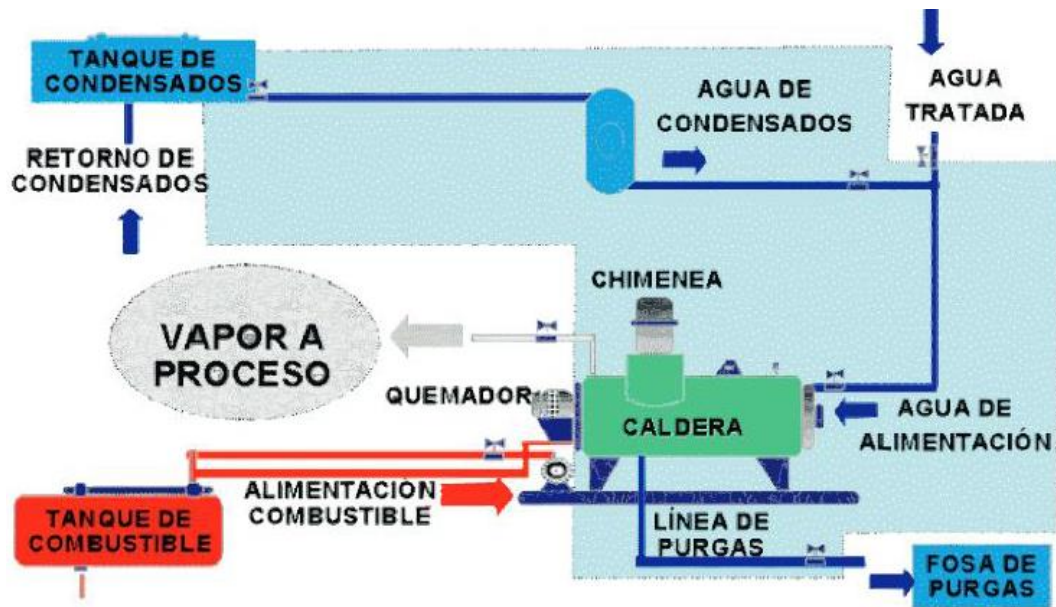 TANQUE DE
CONDENSADOS
AGUA DE
CONDENSADOS
AGUA
TRATADA
RETORNO DE
CONDENSADOS
CHIMENEA
VAPOR A
PROCESO
QUEMADOR
CALDERA
AGUA DE
ALIMENTACIÓN
ALIMENTACIÓN
COMBUSTIBLE
TANQUE DE
COMBUSTIBLE
LÍNEA DE
PURGAS
FOSA DE
PURGAS